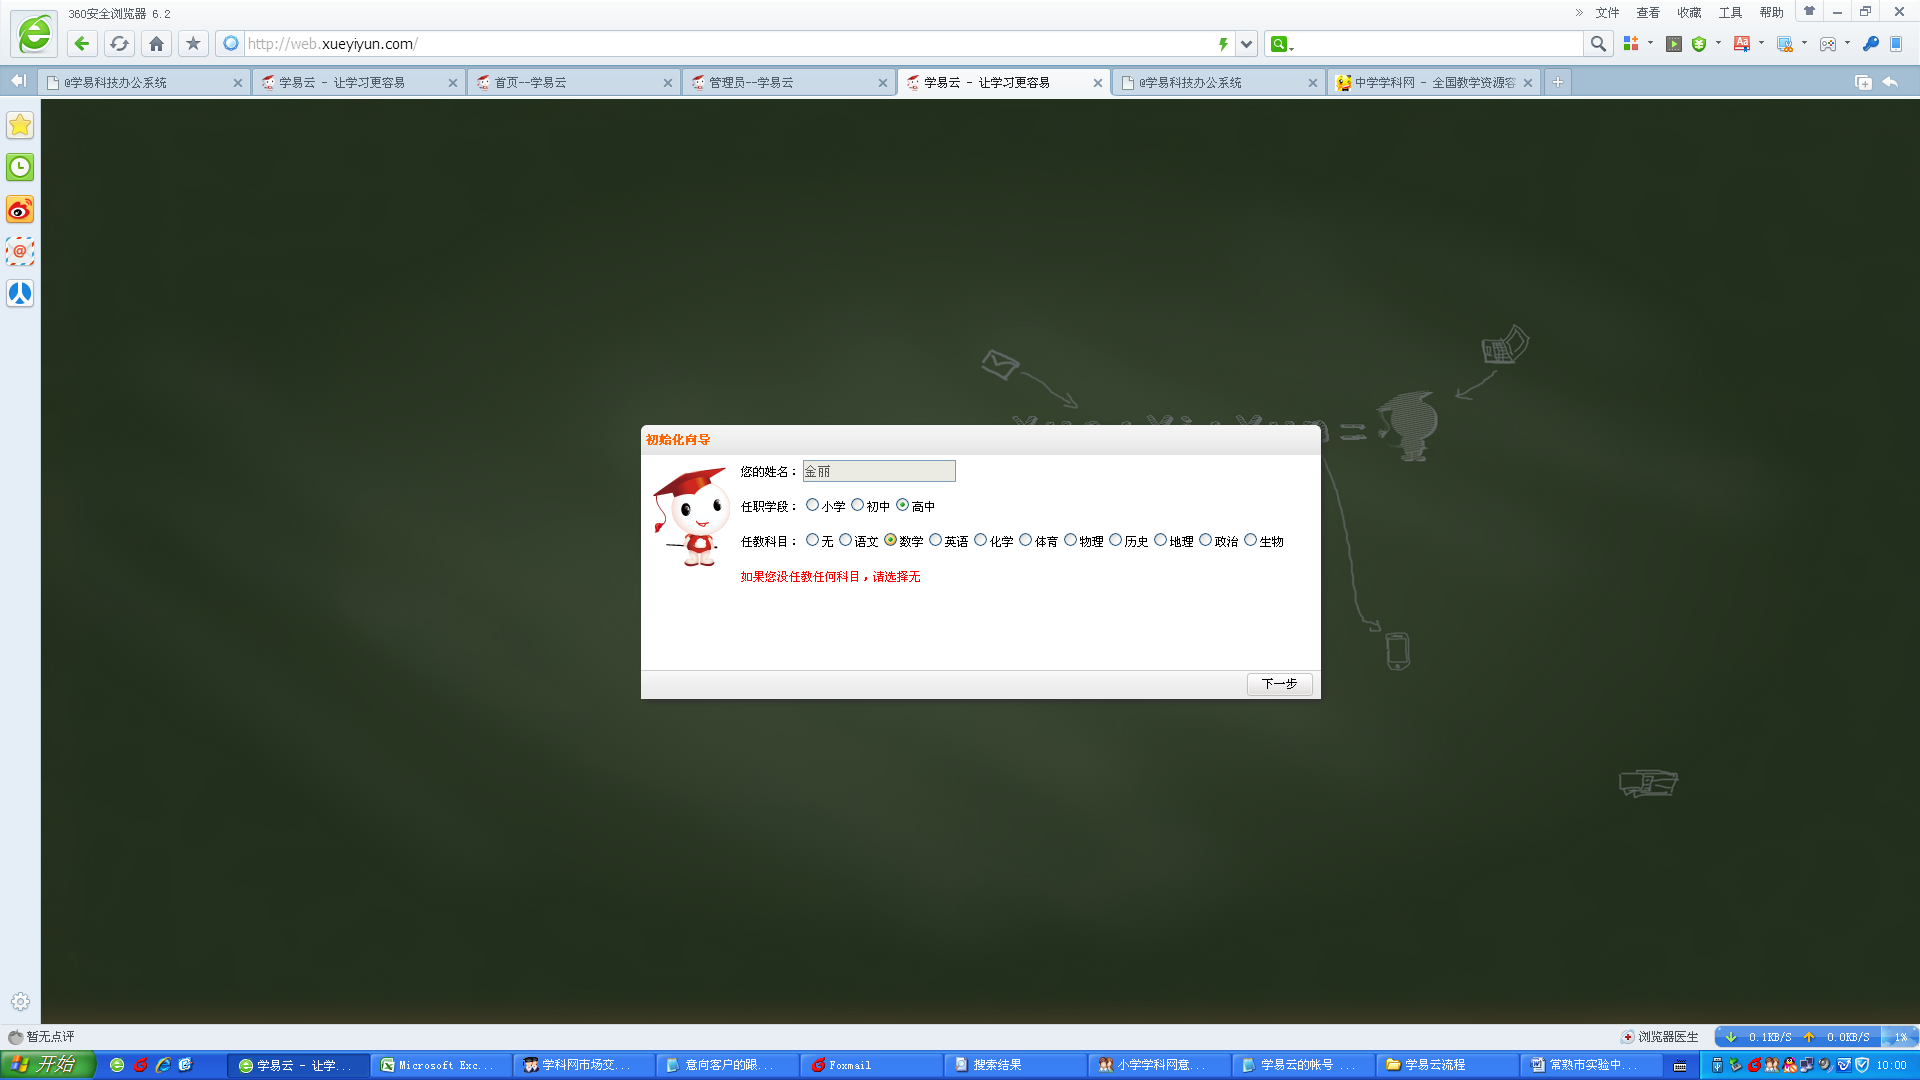 360安全浏览器 6.2
» 文件 查看 收藏 工具 帮助
http://web.xueyiyun.com/
@学易科技办公系统
学易云 - 让学习更容易
首页--学易云
管理员--学易云
学易云 - 让学习更容易
@学易科技办公系统
中学学科网 - 全国教学资源容
初始化向导
您的姓名： 金丽
任职学段： 小学 初中 高中
任教科目： 无 语文 数学 英语 化学 体育 物理 历史 地理 政治 生物
如果您没任教任何科目，请选择无
下一步
暂无点评
浏览器医生
0.1KB/S 0.0KB/S 1%
开始
学易云 - 让学...
Microsoft Exc...
学科网市场交...
意向客户的跟...
Foxmail
搜索结果
小学学科网意...
学易云的帐号 ...
学易云流程
常熟市实验中...
10:00